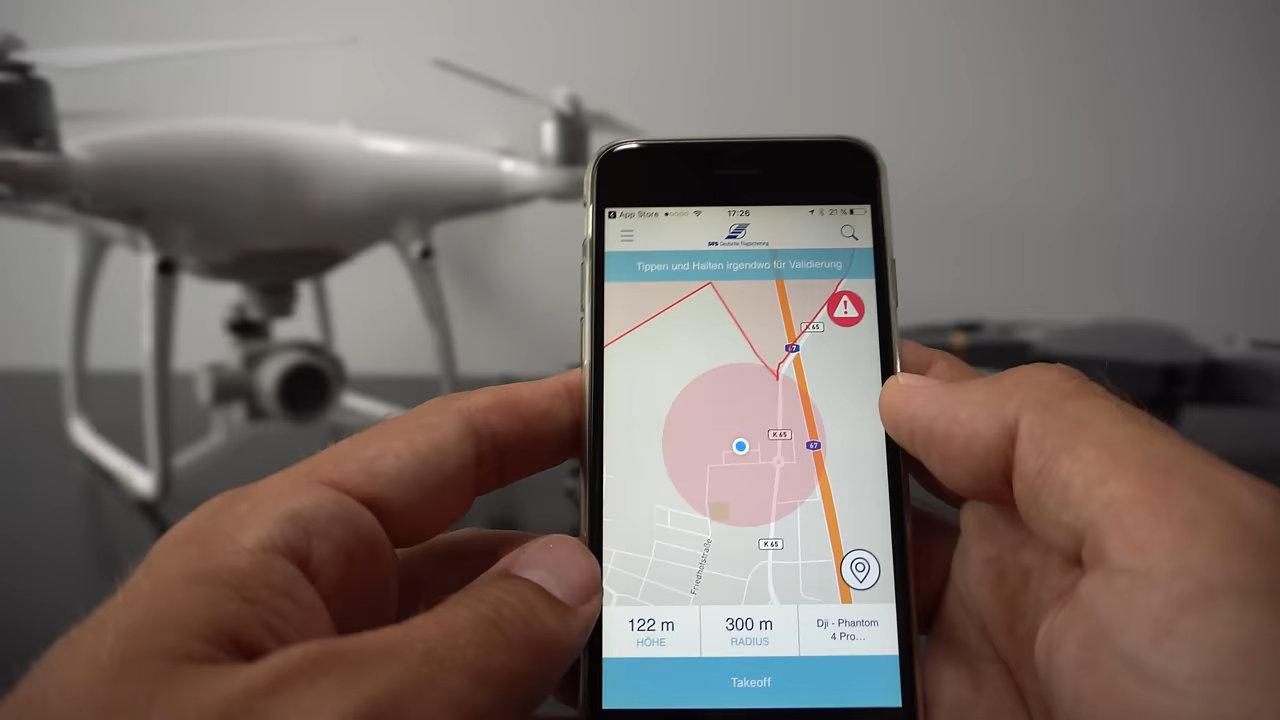 App Store
17:26
21 %
DFS Deutsche Flugsicherung
Tippen und Halten irgendwo für Validierung
K 65
67
K 65
67
K 65
Friedhofstraße
122 m
HÖHE
300 m
RADIUS
Dji - Phantom
4 Pro...
Takeoff